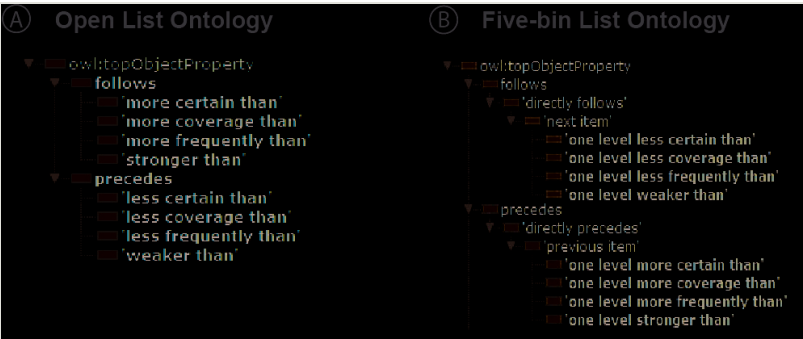 A Open List Ontology
owl:topObjectProperty
follows
'more certain than'
'more coverage than'
'more frequently than'
'stronger than'
precedes
'less certain than'
'less coverage than'
'less frequently than'
'weaker than'
B Five-bin List Ontology
owl:topObjectProperty
follows
'directly follows'
'next item'
'one level less certain than'
'one level less coverage than'
'one level less frequently than'
'one level weaker than'
precedes
'directly precedes'
'previous item'
'one level more certain than'
'one level more coverage than'
'one level more frequently than'
'one level stronger than'